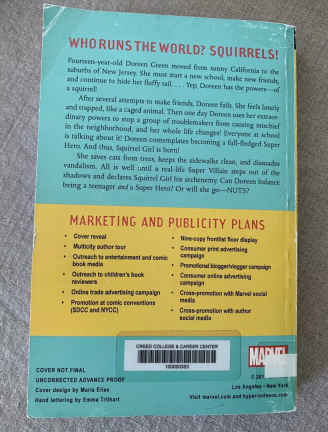 WHO RUNS THE WORLD? SQUIRRELS!
Fourteen-year-old Doreen Green moved from sunny California to the
suburbs of New Jersey. She must start a new school, make new friends,
and continue to hide her fluffy tail. . . . Yep, Doreen has the powers—of
a squirrel!
After several attempts to make friends, Doreen fails. She feels lonely
and trapped, like a caged animal. Then one day Doreen uses her extraor-
dinary powers to stop a group of troublemakers from causing mischief
in the neighborhood, and her whole life changes! Everyone at school
is talking about it! Doreen contemplates becoming a full-fledged Super
Hero. And thus, Squirrel Girl is born!
She saves cats from trees, keeps the sidewalks clean, and dissuades
vandalism. All is well until a real-life Super Villain steps out of the
shadows and declares Squirrel Girl his archenemy. Can Doreen balance
being a teenager and a Super Hero? Or will she go—NUTS?
MARKETING AND PUBLICITY PLANS
• Cover reveal
• Multicity author tour
• Outreach to entertainment and comic
book media
• Outreach to children's book
reviewers
• Online trade advertising campaign
• Promotion at comic conventions
(SDCC and NYCC)
• Nine-copy frontlist floor display
• Consumer print advertising
campaign
• Promotional blogger/vlogger campaign
• Consumer online advertising
campaign
• Cross-promotion with Marvel social
media
• Cross-promotion with author
social media
CREED COLLEGE & CAREER CENTER
MARVEL
COVER NOT FINAL
UNCORRECTED ADVANCE PROOF
Cover design by Maria Elias
Hand lettering by Emma Trithart
© 201
Los Angeles • New York
Visit marvel.com and hyperionteens.com